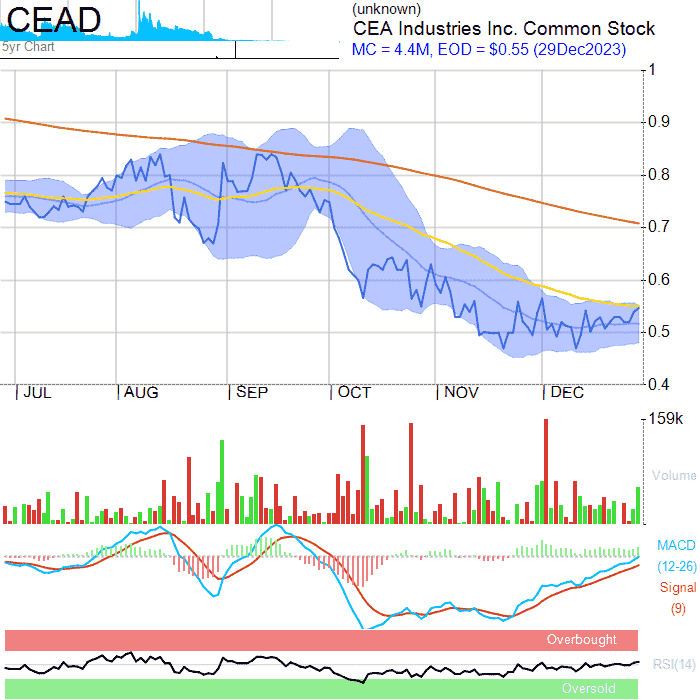 CEAD
5yr Chart
(unknown)
CEA Industries Inc. Common Stock
MC = 4.4M, EOD = $0.55 (29Dec2023)
1
0.9
0.8
0.7
0.6
0.5
0.4
JUL AUG SEP OCT NOV DEC
159k
Volume
MACD
(12-26)
Signal
(9)
Overbought
RSI(14)
Oversold